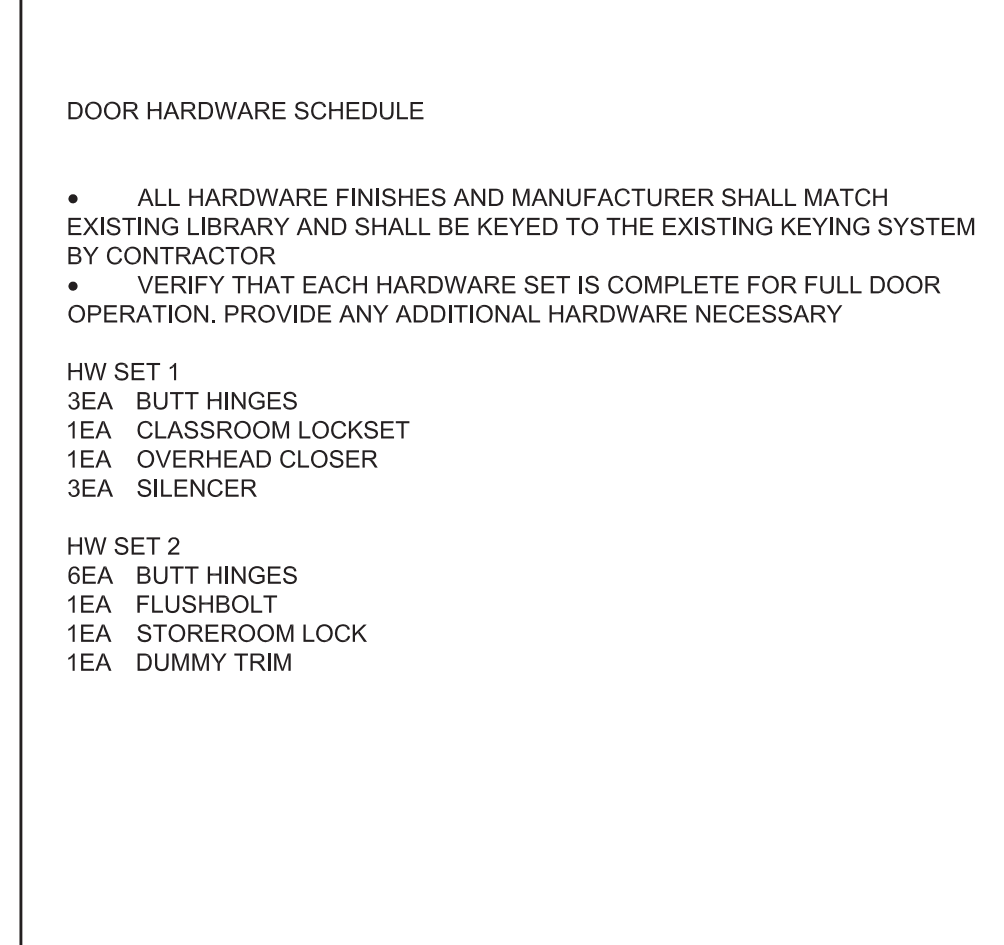 DOOR HARDWARE SCHEDULE
• ALL HARDWARE FINISHES AND MANUFACTURER SHALL MATCH
EXISTING LIBRARY AND SHALL BE KEYED TO THE EXISTING KEYING SYSTEM
BY CONTRACTOR
• VERIFY THAT EACH HARDWARE SET IS COMPLETE FOR FULL DOOR
OPERATION. PROVIDE ANY ADDITIONAL HARDWARE NECESSARY
HW SET 1
3EA BUTT HINGES
1EA CLASSROOM LOCKSET
1EA OVERHEAD CLOSER
3EA SILENCER
HW SET 2
6EA BUTT HINGES
1EA FLUSHBOLT
1EA STOREROOM LOCK
1EA DUMMY TRIM